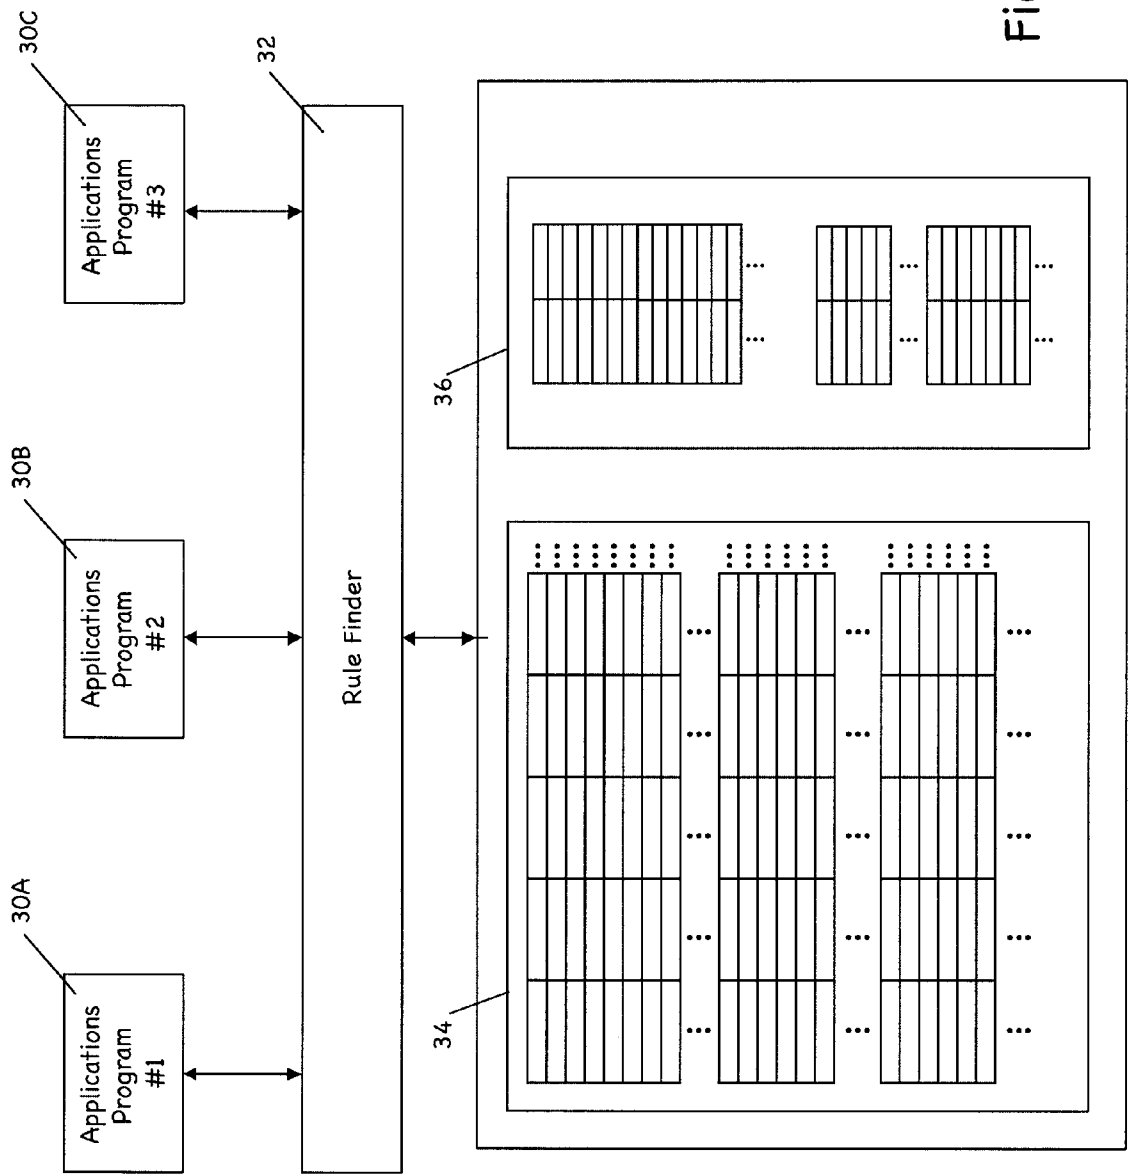 30A
30B
30C
Applications
Program
#1
Applications
Program
#2
Applications
Program
#3
32
Rule Finder
34
36